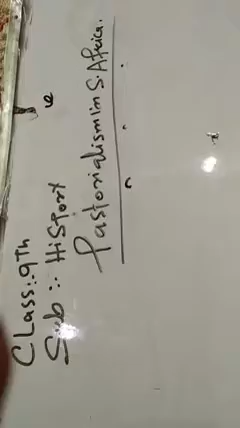 CLass:-9Th
Sub :- HiSTory
Pastoralism in S. Africa.